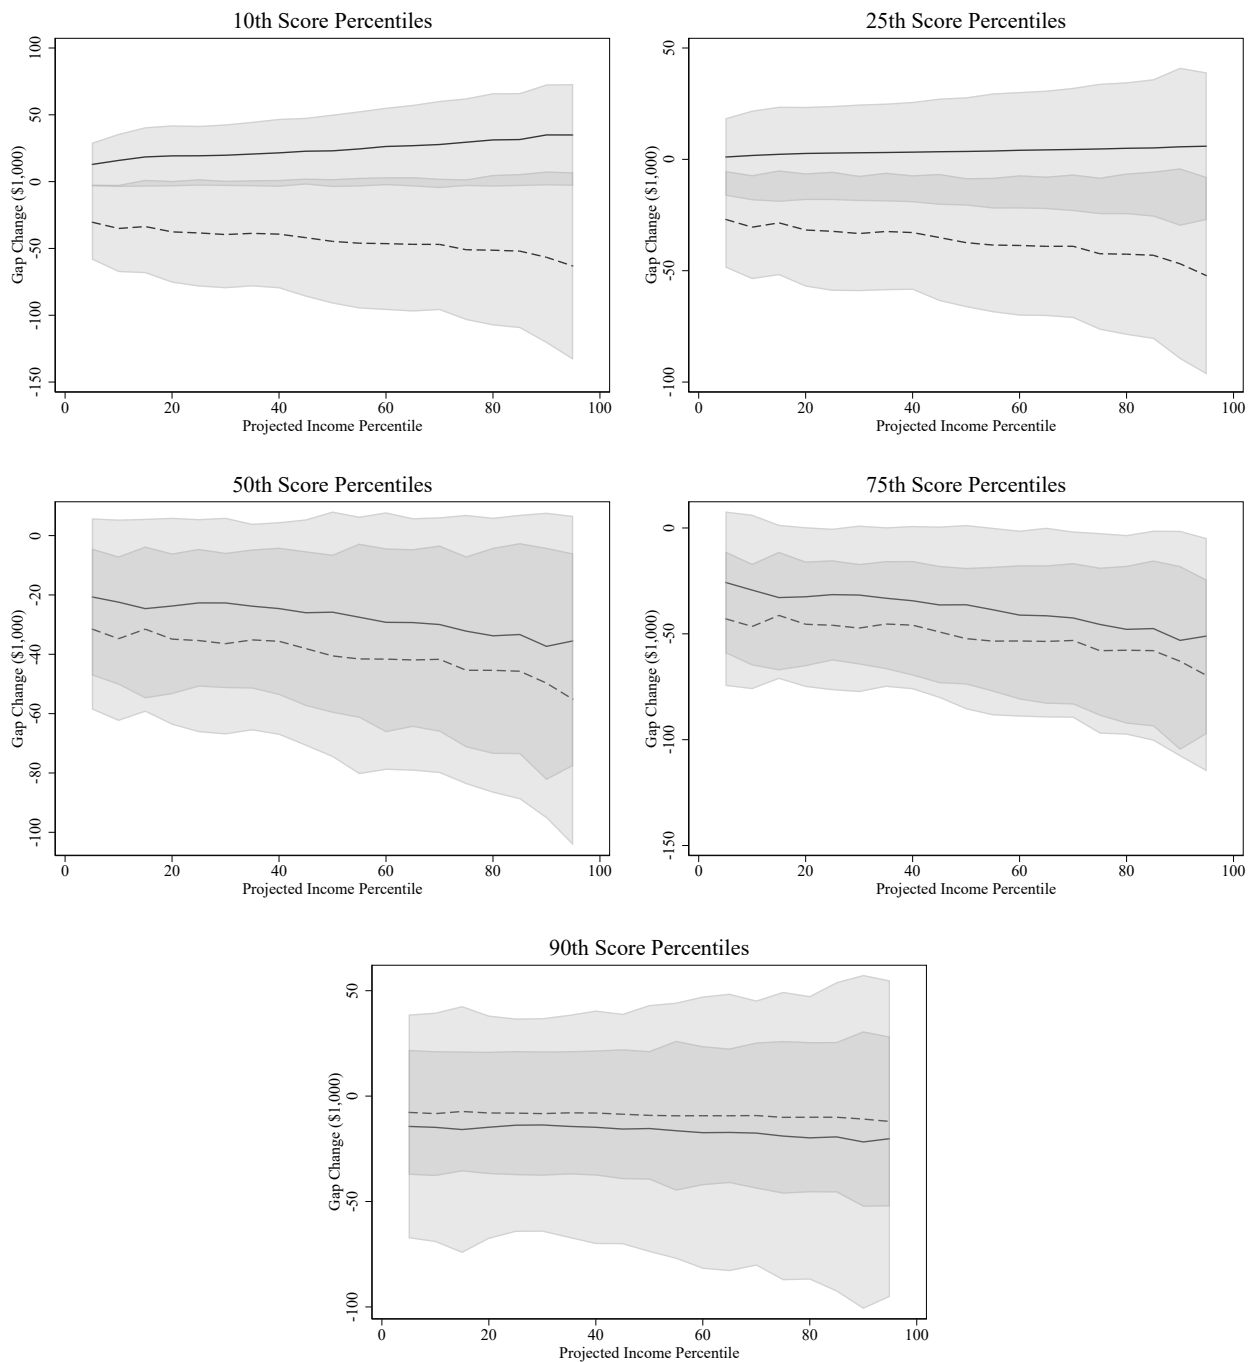 10th Score Percentiles
Gap Change ($1,000)
100
50
0
-50
-100
-150
0 20 40 60 80 100
Projected Income Percentile
25th Score Percentiles
Gap Change ($1,000)
50
0
-50
-100
0 20 40 60 80 100
Projected Income Percentile
50th Score Percentiles
Gap Change ($1,000)
0
-20
-40
-60
-80
-100
0 20 40 60 80 100
Projected Income Percentile
75th Score Percentiles
Gap Change ($1,000)
0
-50
-100
-150
0 20 40 60 80 100
Projected Income Percentile
90th Score Percentiles
Gap Change ($1,000)
50
0
-50
-100
0 20 40 60 80 100
Projected Income Percentile